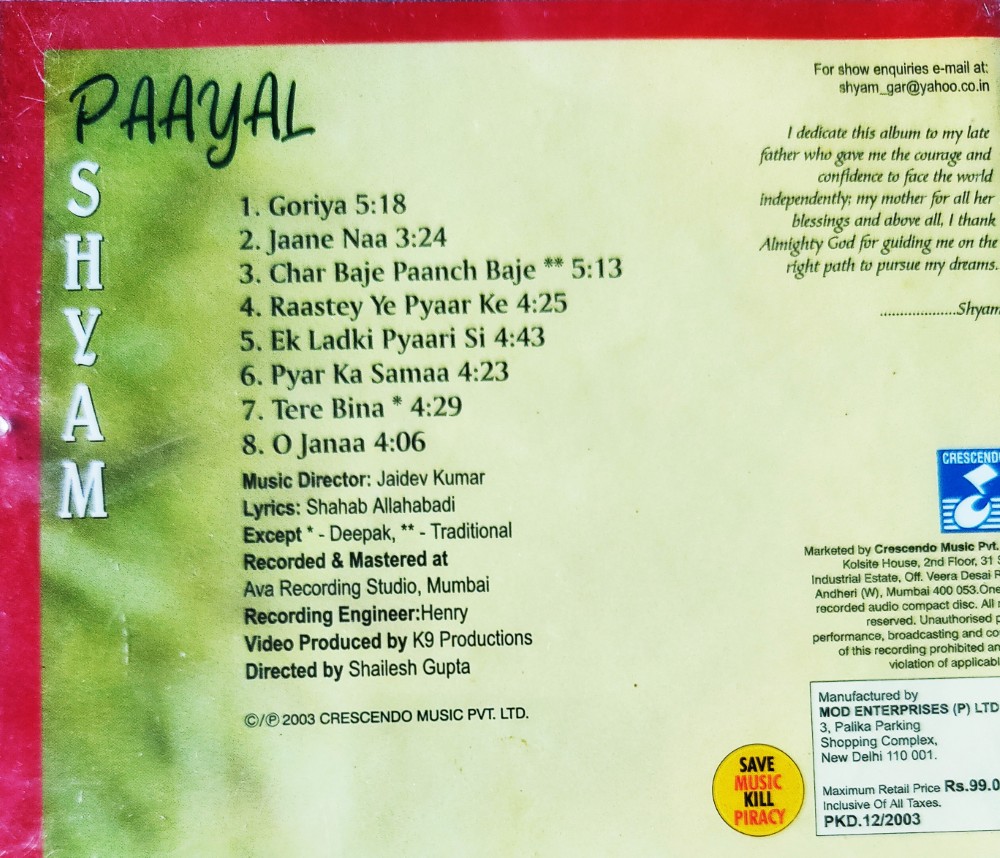 PAAYAL
SHYAM
1. Goriya 5:18
2. Jaane Naa 3:24
3. Char Baje Paanch Baje ** 5:13
4. Raastey Ye Pyaar Ke 4:25
5. Ek Ladki Pyaari Si 4:43
6. Pyar Ka Samaa 4:23
7. Tere Bina * 4:29
8. O Janaa 4:06
Music Director: Jaidev Kumar
Lyrics: Shahab Allahabadi
Except * - Deepak, ** - Traditional
Recorded & Mastered at
Ava Recording Studio, Mumbai
Recording Engineer:Henry
Video Produced by K9 Productions
Directed by Shailesh Gupta
©/℗ 2003 CRESCENDO MUSIC PVT. LTD.
For show enquiries e-mail at:
shyam_gar@yahoo.co.in
I dedicate this album to my late
father who gave me the courage and
confidence to face the world
independently; my mother for all her
blessings and above all, I thank
Almighty God for guiding me on the
right path to pursue my dreams.
...................Shyam
CRESCENDO
Marketed by Crescendo Music Pvt.
Kolsite House, 2nd Floor, 31
Industrial Estate, Off. Veera Desai
Andheri (W), Mumbai 400 053.One
recorded audio compact disc. All
reserved. Unauthorised
performance, broadcasting and
of this recording prohibited
violation of
Manufactured by
MOD ENTERPRISES (P) LTD
3, Palika Parking
Shopping Complex,
New Delhi 110 001.
Maximum Retail Price Rs.99.0
Inclusive Of All Taxes.
PKD.12/2003
SAVE
MUSIC
KILL
PIRACY